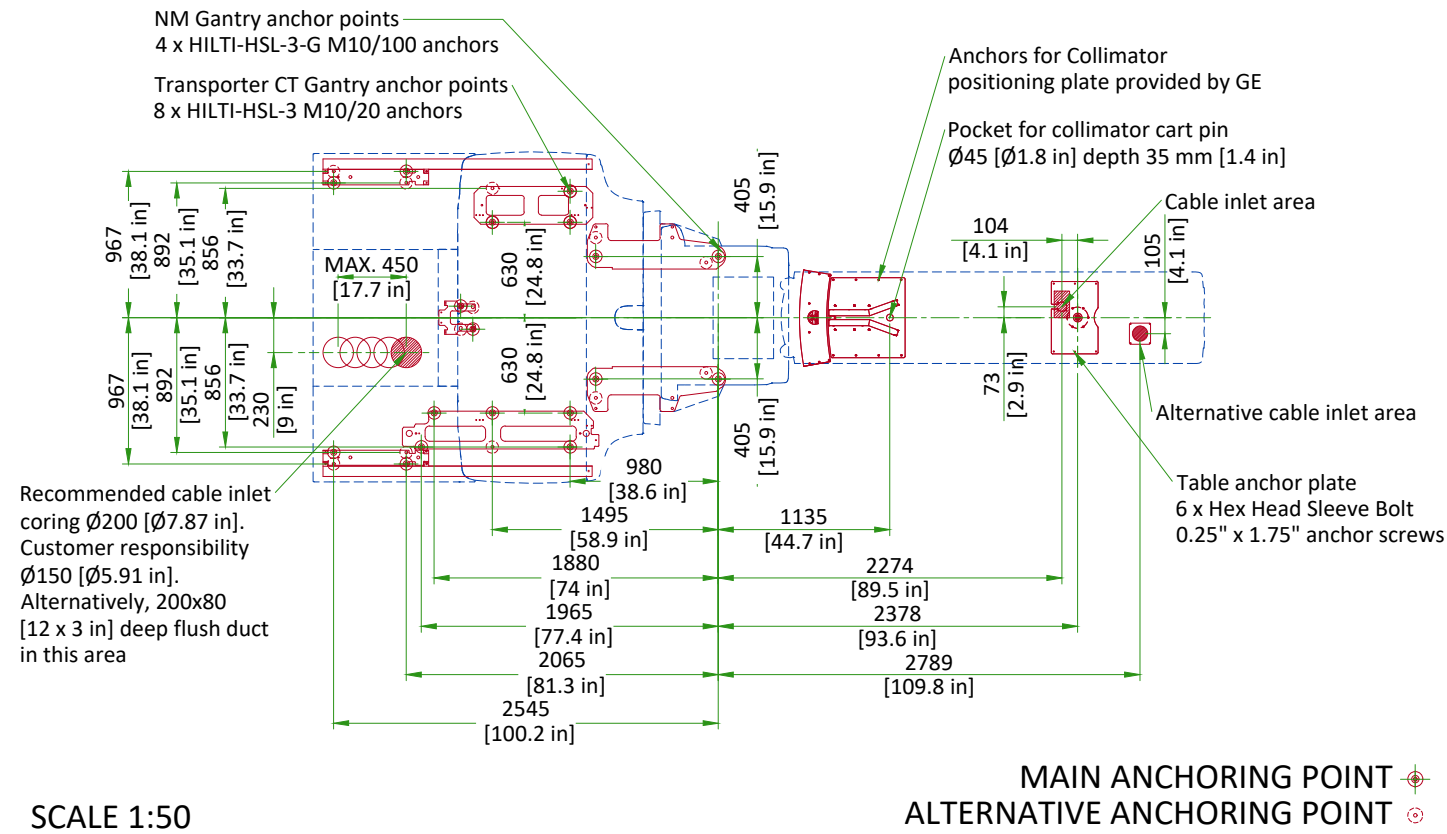 NM Gantry anchor points
4 x HILTI-HSL-3-G M10/100 anchors
Transporter CT Gantry anchor points
8 x HILTI-HSL-3 M10/20 anchors
Anchors for Collimator
positioning plate provided by GE
Pocket for collimator cart pin
Ø45 [Ø1.8 in] depth 35 mm [1.4 in]
Cable inlet area
967
[38.1 in]
892
[35.1 in]
856
[33.7 in]
MAX. 450
[17.7 in]
630
[24.8 in]
405
[15.9 in]
104
[4.1 in]
105
[4.1 in]
967
[38.1 in]
892
[35.1 in]
856
[33.7 in]
230
[9 in]
630
[24.8 in]
405
[15.9 in]
73
[2.9 in]
Alternative cable inlet area
Table anchor plate
6 x Hex Head Sleeve Bolt
0.25" x 1.75" anchor screws
Recommended cable inlet
coring Ø200 [Ø7.87 in].
Customer responsibility
Ø150 [Ø5.91 in].
Alternatively, 200x80
[12 x 3 in] deep flush duct
in this area
980
[38.6 in]
1495
[58.9 in]
1135
[44.7 in]
1880
[74 in]
2274
[89.5 in]
1965
[77.4 in]
2378
[93.6 in]
2065
[81.3 in]
2789
[109.8 in]
2545
[100.2 in]
MAIN ANCHORING POINT
ALTERNATIVE ANCHORING POINT
SCALE 1:50